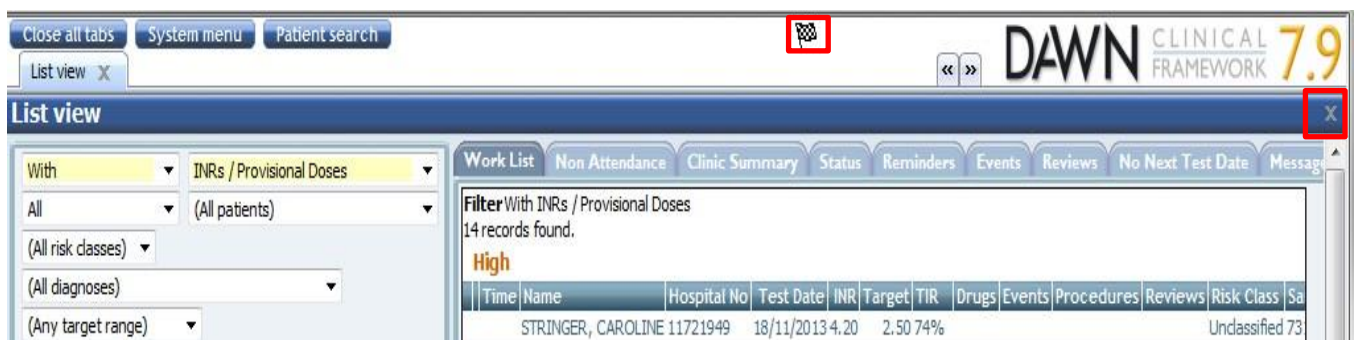 Close all tabs System menu Patient search
List view X
« » DAWN CLINICAL FRAMEWORK 7.9
List view X
With INRs / Provisional Doses
All (All patients)
(All risk classes)
(All diagnoses)
(Any target range)
Work List Non Attendance Clinic Summary Status Reminders Events Reviews No Next Test Date Message
Filter With INRs / Provisional Doses
14 records found.
High
Time Name Hospital No Test Date INR Target TIR Drugs Events Procedures Reviews Risk Class Sa
STRINGER, CAROLINE 11721949 18/11/2013 4.20 2.50 74% Unclassified 73